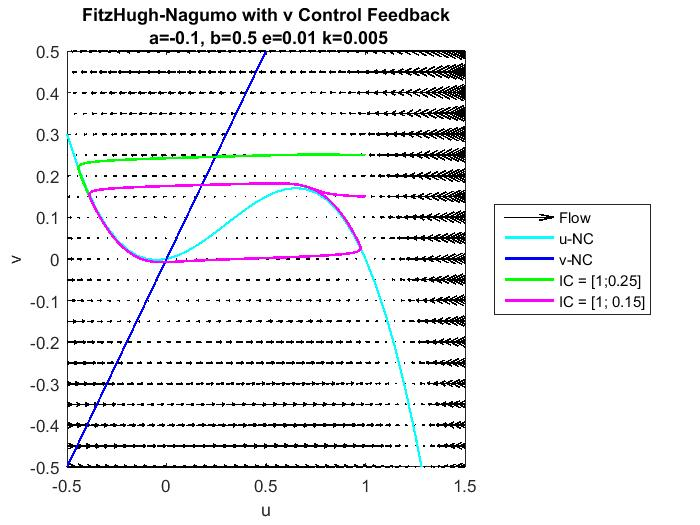 FitzHugh-Nagumo with v Control Feedback
a=-0.1, b=0.5 e=0.01 k=0.005
0.5
0.4
0.3
0.2
0.1
0
-0.1
-0.2
-0.3
-0.4
-0.5
v
-0.5
0
0.5
1
1.5
u
Flow
u-NC
v-NC
IC = [1;0.25]
IC = [1; 0.15]